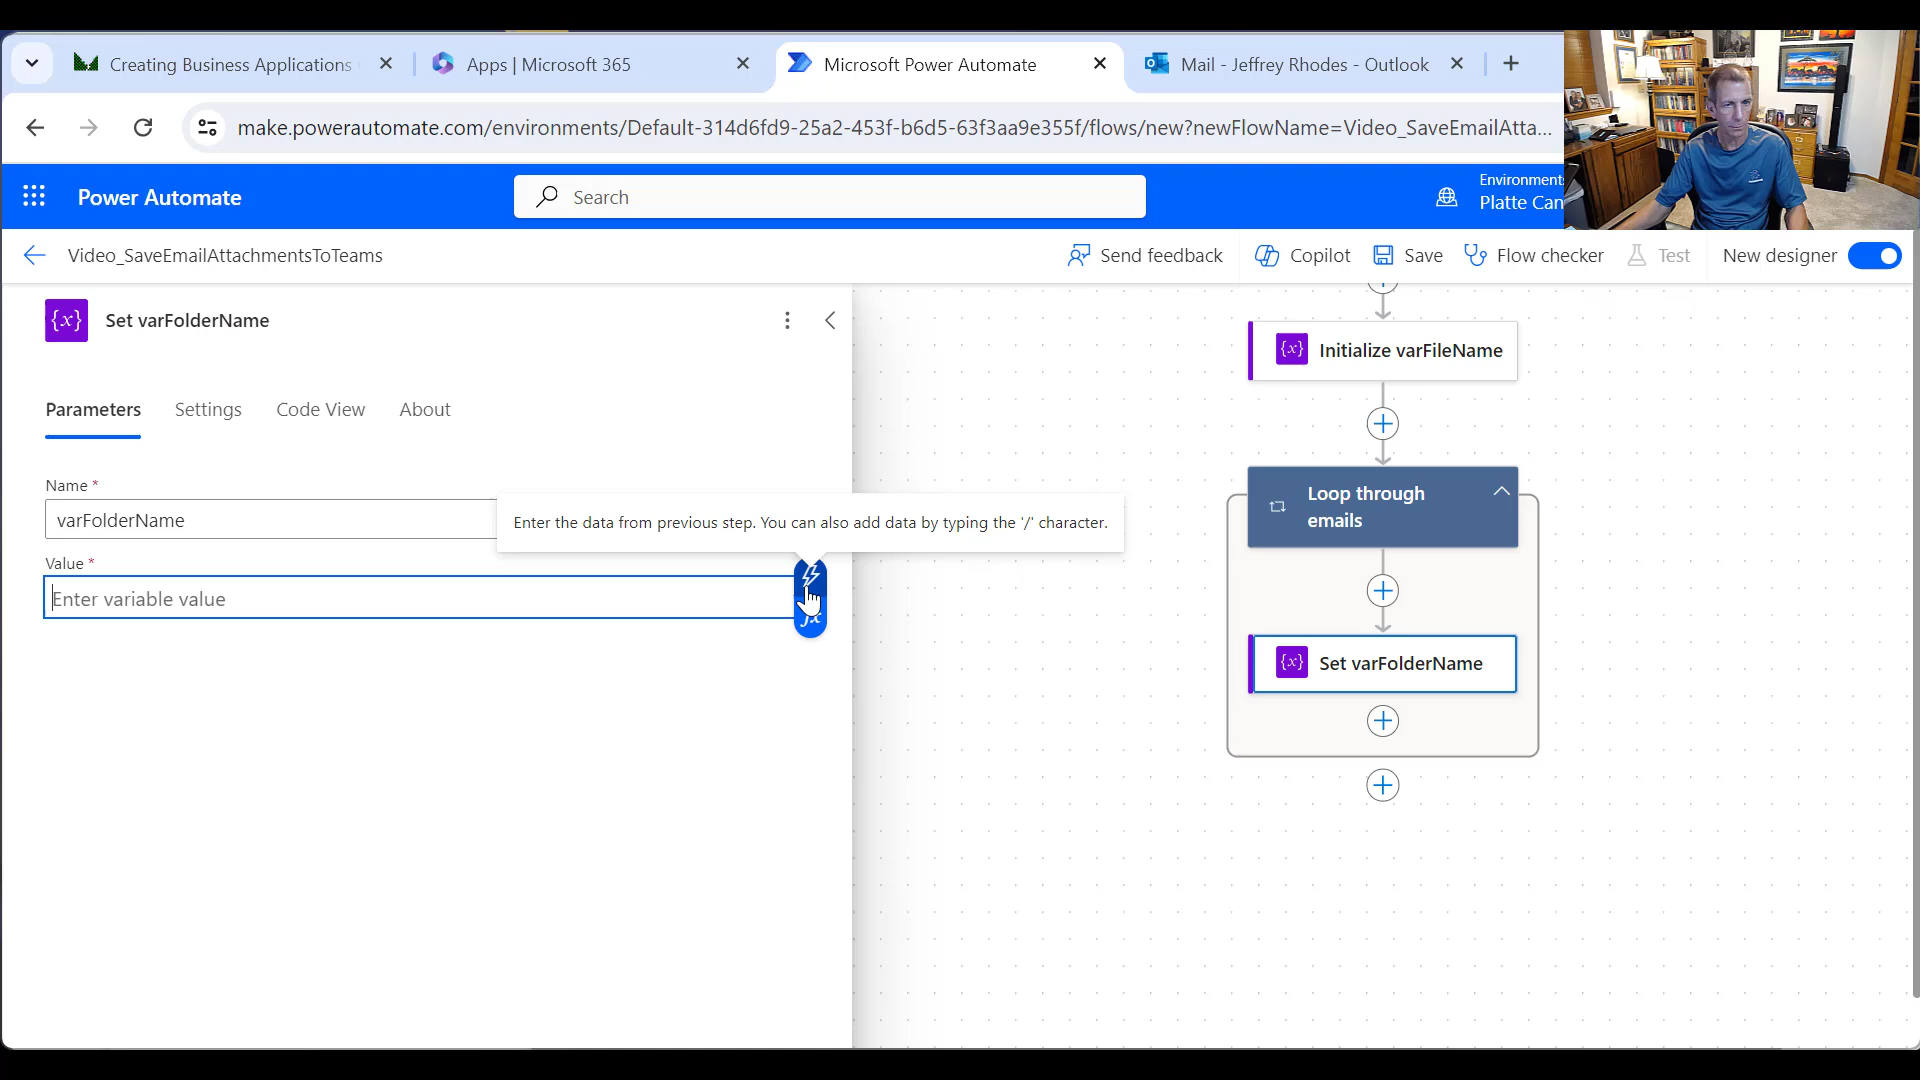 Creating Business Applications
Apps | Microsoft 365
Microsoft Power Automate
Mail - Jeffrey Rhodes - Outlook
make.powerautomate.com/environments/Default-314d6fd9-25a2-453f-b6d5-63f3aa9e355f/flows/new?newFlowName=Video_SaveEmailAtta...
Power Automate
Search
Environment
Platte Can
Video_SaveEmailAttachmentsToTeams
Send feedback
Copilot
Save
Flow checker
Test
New designer
{x} Set varFolderName
Parameters
Settings
Code View
About
Name *
varFolderName
Enter the data from previous step. You can also add data by typing the '/' character.
Value *
Enter variable value
fx
{x} Initialize varFileName
Loop through
emails
{x} Set varFolderName